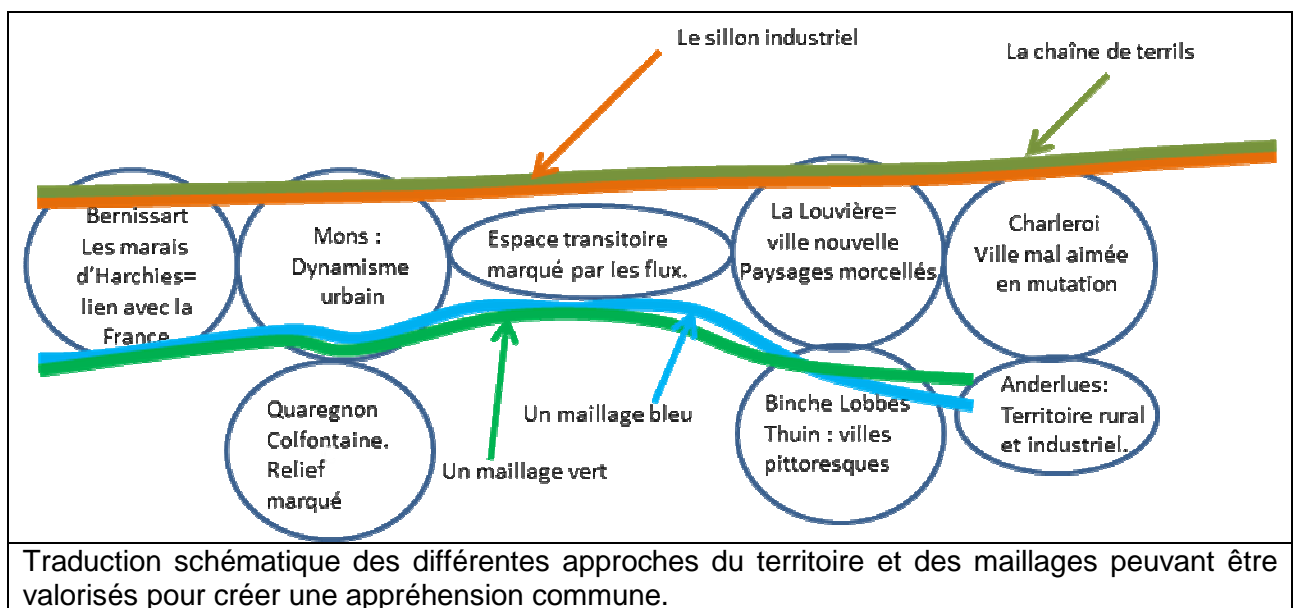 Le sillon industriel
La chaîne de terrils
Bernissart
Les marais
d'Harchies=
lien avec la
France
Mons :
Dynamisme
urbain
Espace transitoire
marqué par les flux.
La Louvière=
ville nouvelle
Paysages morcellés
Charleroi
Ville mal aimée
en mutation
Quaregnon
Colfontaine.
Relief
marqué
Un maillage bleu
Un maillage vert
Binche Lobbes
Thuin : villes
pittoresques
Anderlues:
Territoire rural
et industriel.
Traduction schématique des différentes approches du territoire et des maillages peuvant être
valorisés pour créer une appréhension commune.